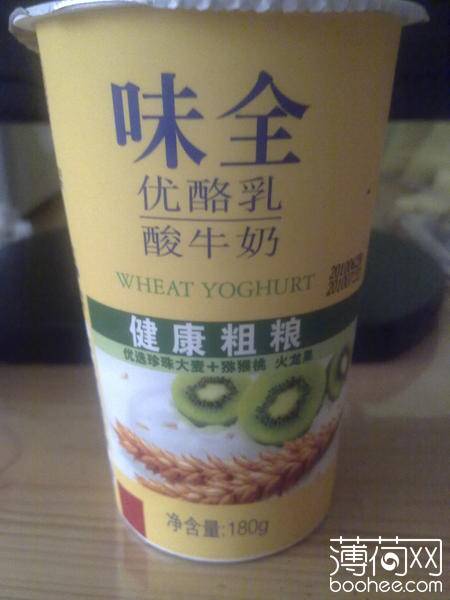 味全
优酪乳
酸牛奶
WHEAT YOGHURT
健康粗粮
优选珍珠大麦+猕猴桃 火龙果
净含量:180g
薄荷网
boohee.com